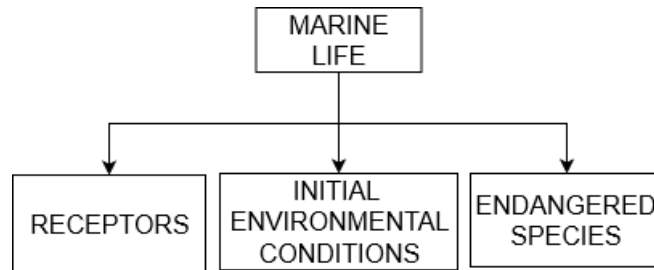 MARINE
LIFE
RECEPTORS
INITIAL
ENVIRONMENTAL
CONDITIONS
ENDANGERED
SPECIES